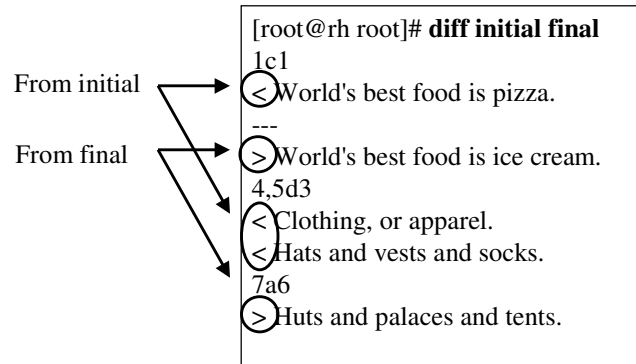 [root@rh root]# diff initial final
1c1
From initial
< World's best food is pizza.
---
From final
> World's best food is ice cream.
4,5d3
< Clothing, or apparel.
< Hats and vests and socks.
7a6
> Huts and palaces and tents.